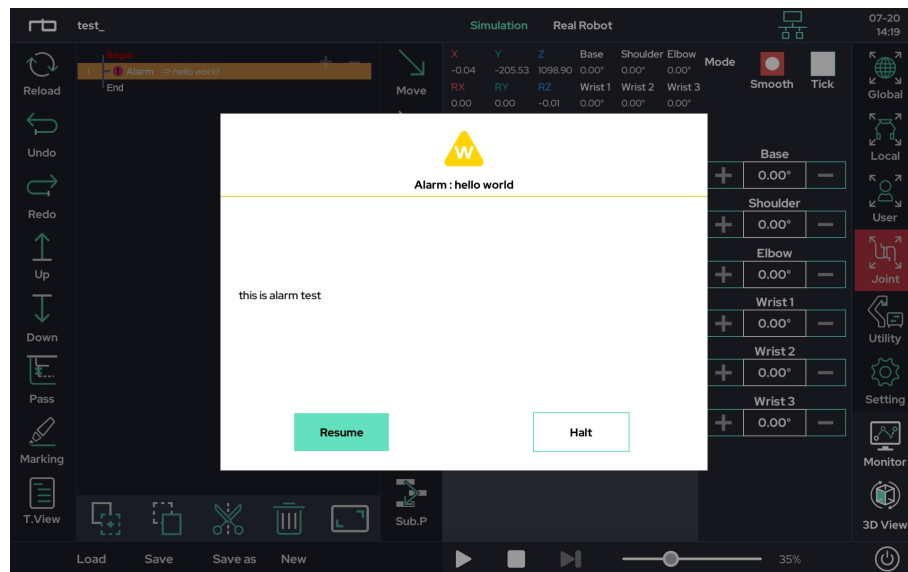 test_
Simulation Real Robot
07-20
14:19
Reload
Undo
Redo
Up
Down
Pass
Marking
T.View
Begin
1 Alarm hello world
End
Move
Sub.P
X Y Z Base Shoulder Elbow
-0.04 -205.53 1098.90 0.00° 0.00° 0.00°
RX RY RZ Wrist 1 Wrist 2 Wrist 3
0.00 0.00 -0.01 0.00° 0.00° 0.00°
Mode
Smooth Tick
W
Alarm : hello world
this is alarm test
Resume Halt
Base
0.00°
Shoulder
0.00°
Elbow
0.00°
Wrist 1
0.00°
Wrist 2
0.00°
Wrist 3
0.00°
Global
Local
User
Joint
Utility
Setting
Monitor
3D View
Load Save Save as New
35%